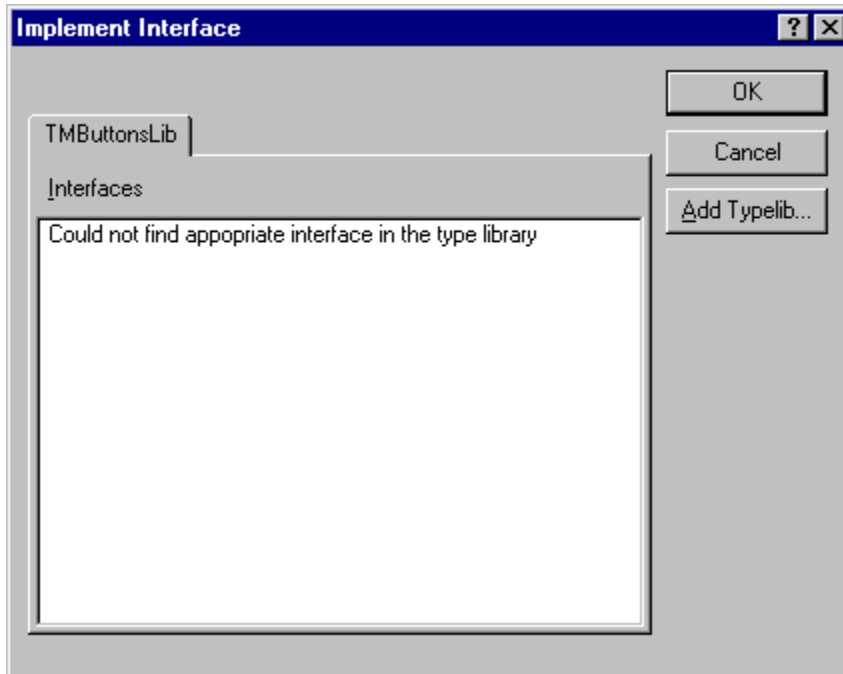 Implement Interface
OK
TMButtonsLib
Cancel
Interfaces
Add Typelib...
Could not find appopriate interface in the type library